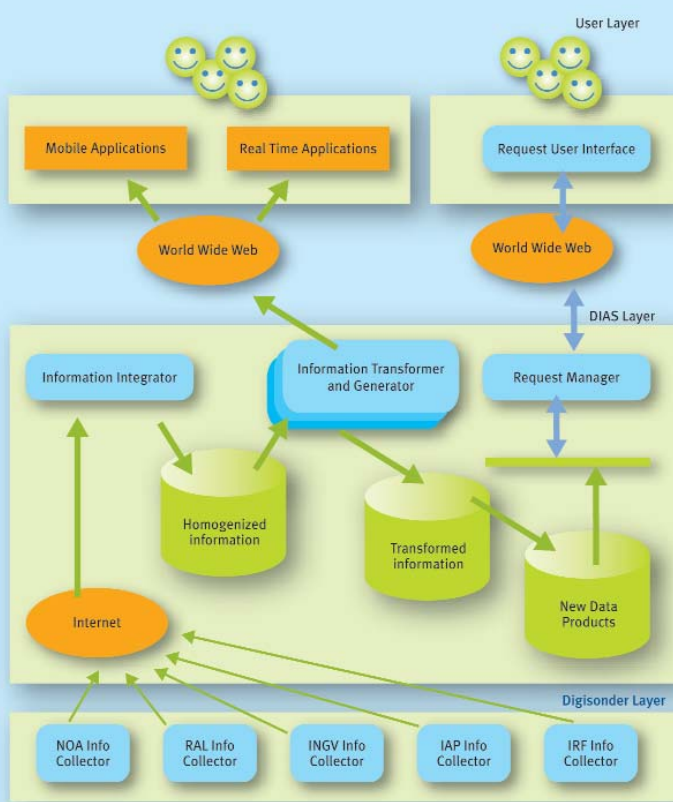 User Layer
Mobile Applications
Real Time Applications
Request User Interface
World Wide Web
World Wide Web
DIAS Layer
Information Integrator
Information Transformer
and Generator
Request Manager
Homogenized
information
Transformed
information
New Data
Products
Internet
Digisonder Layer
NOA Info
Collector
RAL Info
Collector
INGV Info
Collector
IAP Info
Collector
IRF Info
Collector